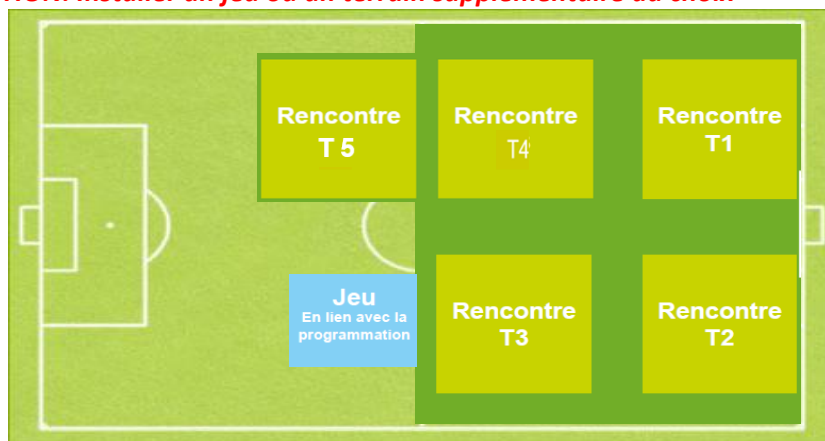 Installer un jeu ou un terrain supplémentaire au choix
Rencontre
T 5
Rencontre
T4
Rencontre
T1
Jeu
En lien avec la
programmation
Rencontre
T3
Rencontre
T2